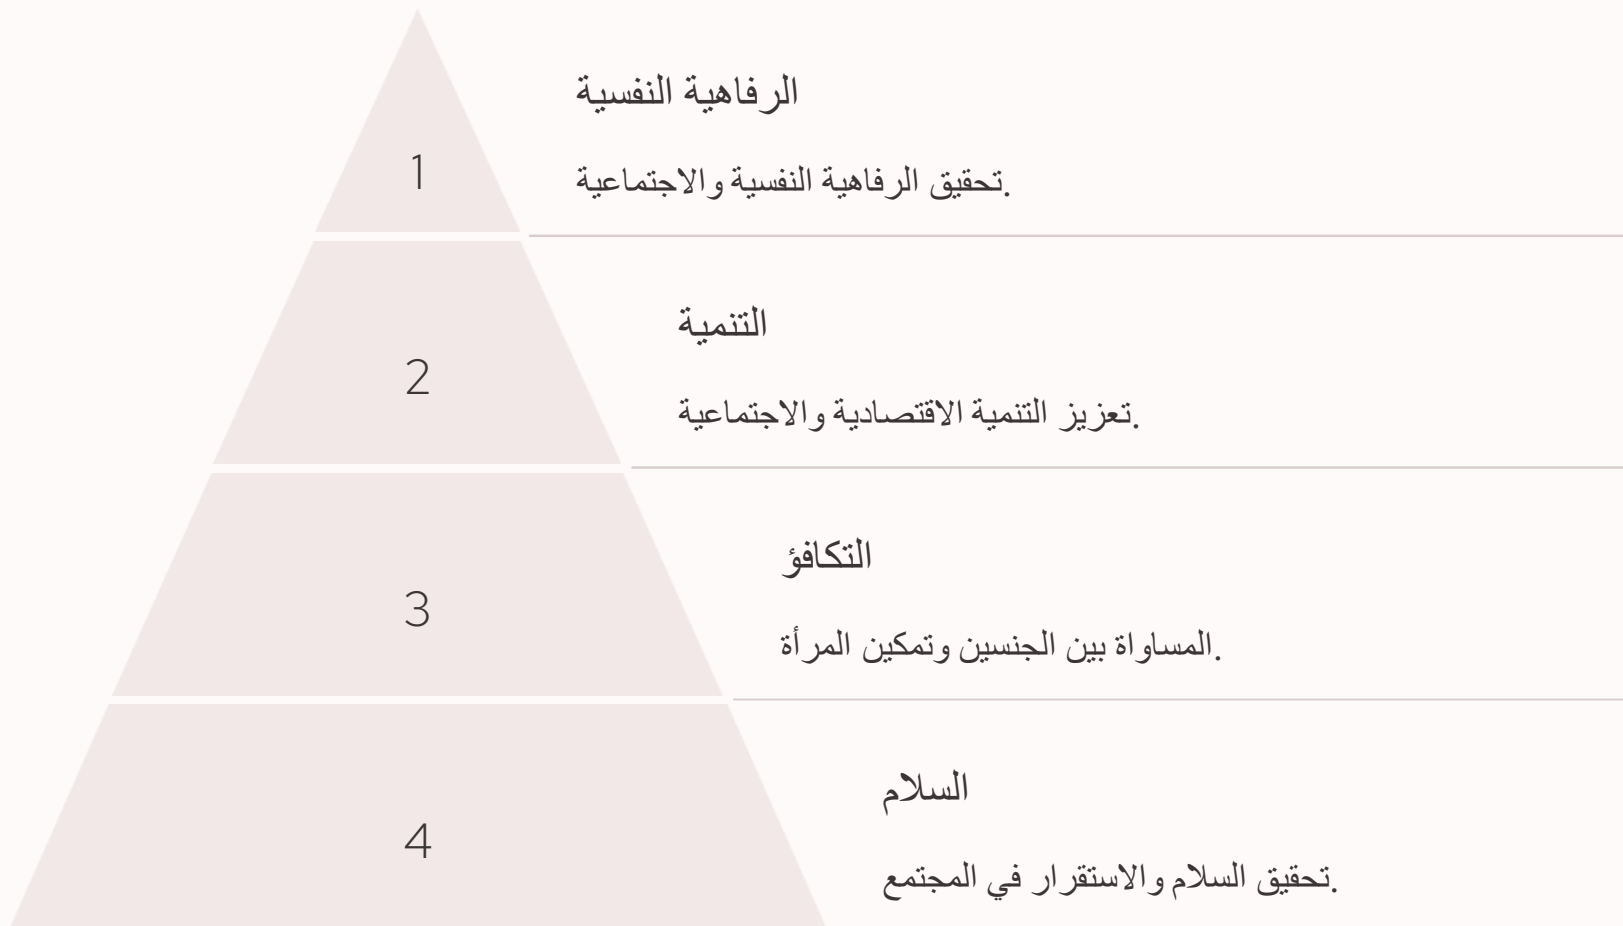 1
الرفاهية النفسية
تحقيق الرفاهية النفسية والاجتماعية.
2
التنمية
تعزيز التنمية الاقتصادية والاجتماعية.
3
التكافؤ
المساواة بين الجنسين وتمكين المرأة.
4
السلام
تحقيق السلام والاستقرار في المجتمع.